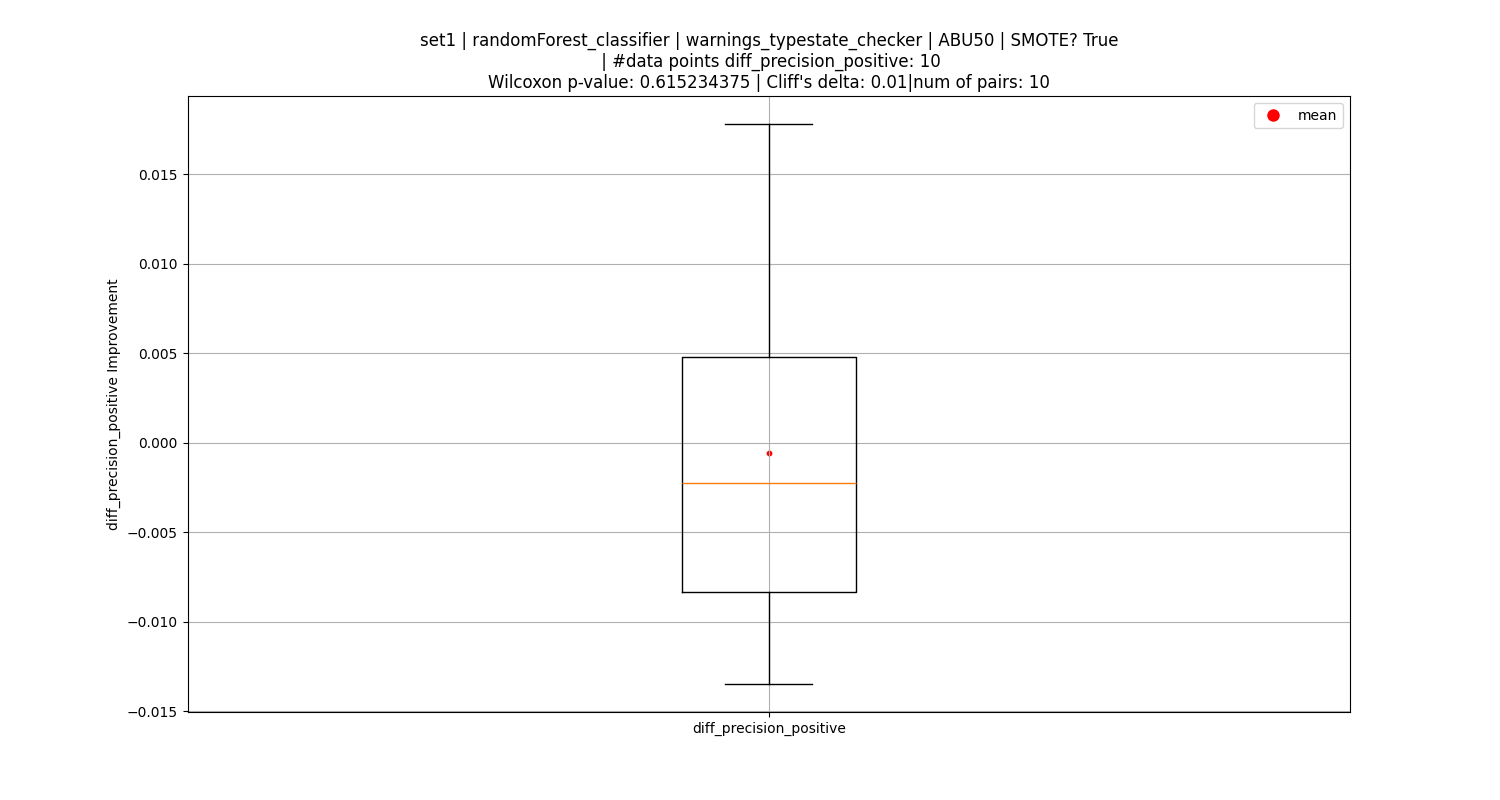 set1 | randomForest_classifier | warnings_typestate_checker | ABU50 | SMOTE? True
| #data points diff_precision_positive: 10
Wilcoxon p-value: 0.615234375 | Cliff's delta: 0.01|num of pairs: 10
mean
0.015
0.010
0.005
0.000
−0.005
−0.010
−0.015
diff_precision_positive Improvement
diff_precision_positive